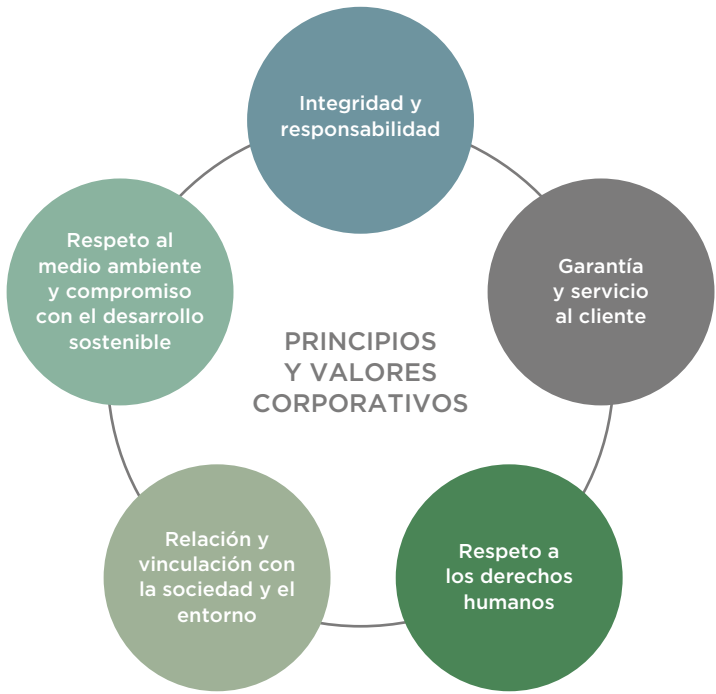 Integridad y
responsabilidad
Garantía
y servicio
al cliente
Respeto a
los derechos
humanos
Relación y
vinculación con
la sociedad y el
entorno
Respeto al
medio ambiente
y compromiso
con el desarrollo
sostenible
PRINCIPIOS
Y VALORES
CORPORATIVOS